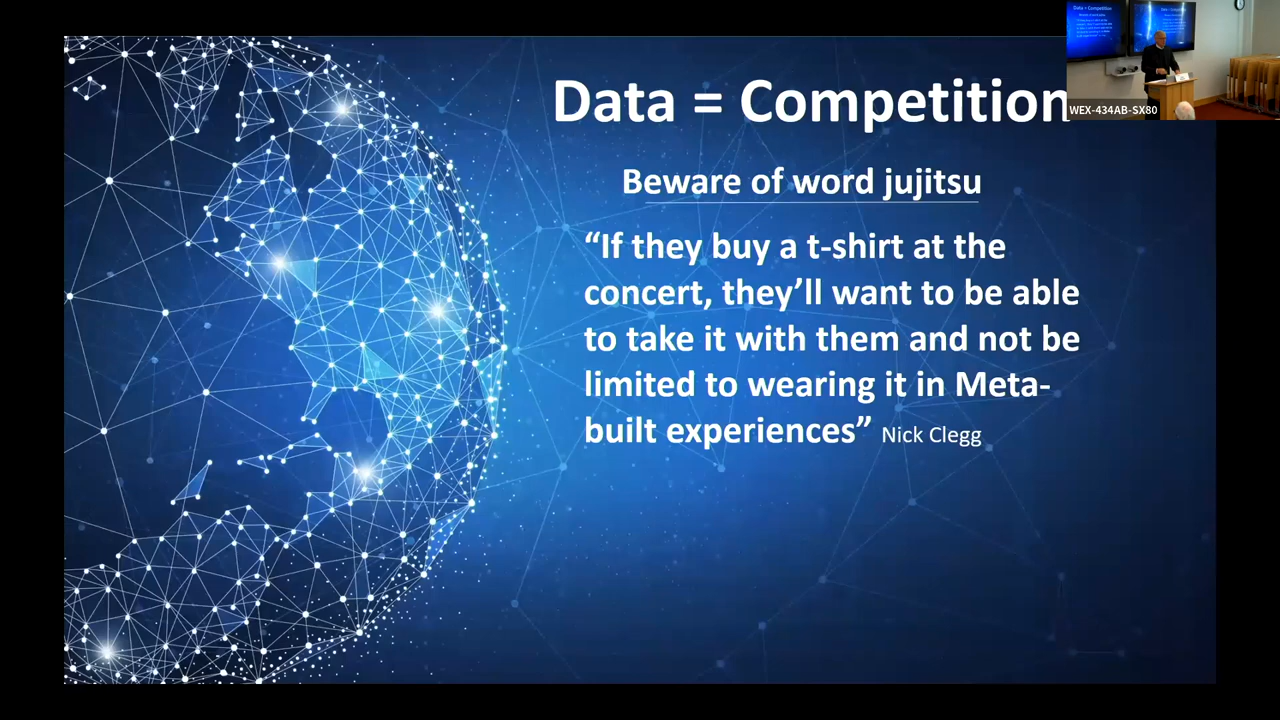 Data = Competition
Beware of word jujitsu
“If they buy a t-shirt at the
concert, they’ll want to be able
to take it with them and not be
limited to wearing it in Meta-
built experiences” Nick Clegg
Data = Competition
WEX-434AB-SX80